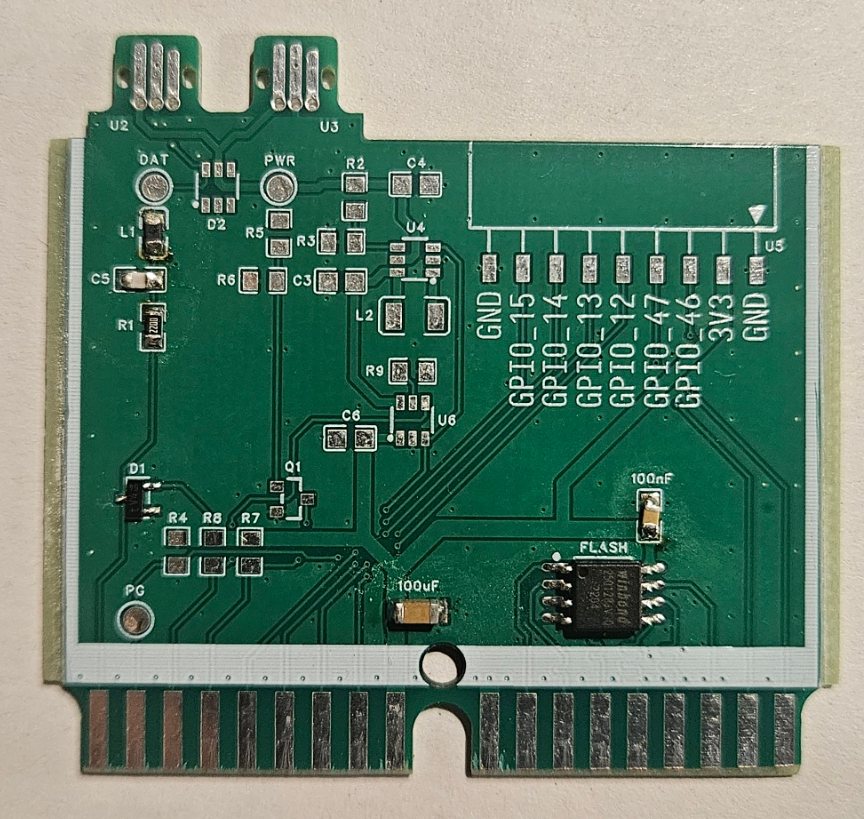 U2
U3
DAT
PWR
R2
C4
D2
L1
R5
R3
U4
U5
C5
R6
C3
GND
GPIO_15
GPIO_14
GPIO_13
GPIO_12
GPIO_47
GPIO_46
3V3
GND
R1
L2
R9
C6
U6
D1
Q1
100nF
R4
R8
R7
FLASH
winbond
PG
100uF